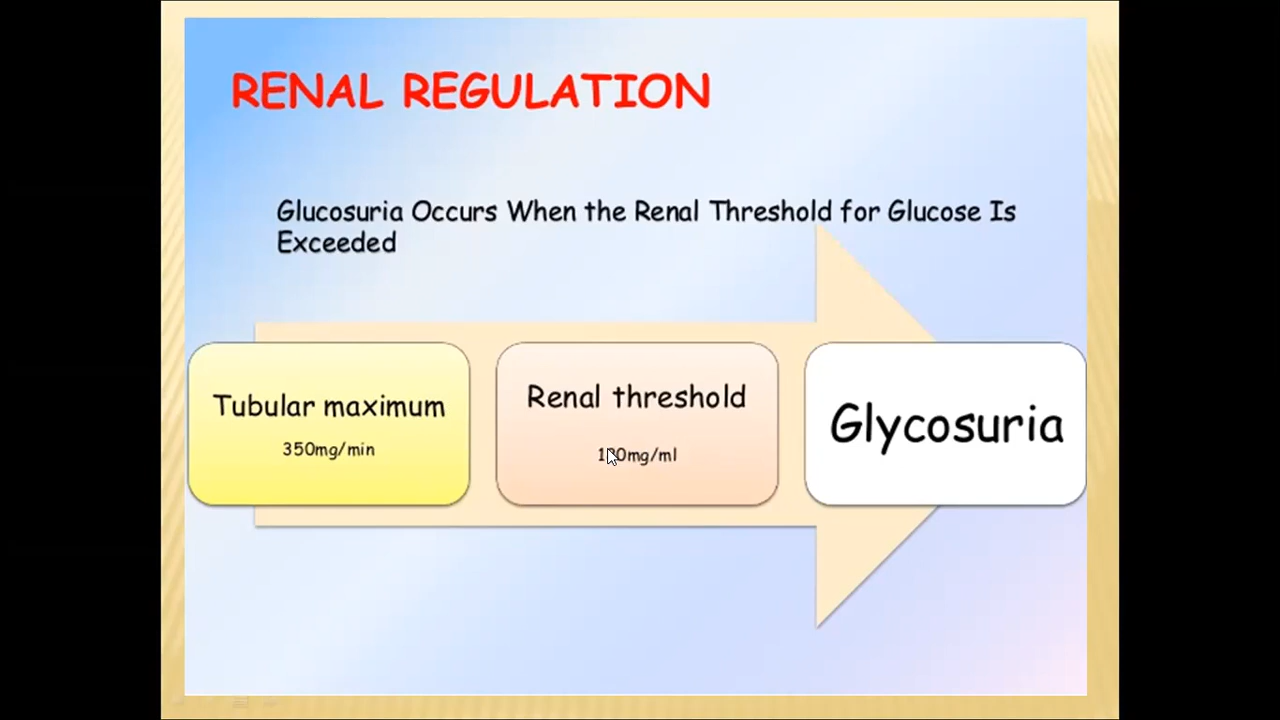 RENAL REGULATION
Glucosuria Occurs When the Renal Threshold for Glucose Is
Exceeded
Tubular maximum
350mg/min
Renal threshold
Glycosuria